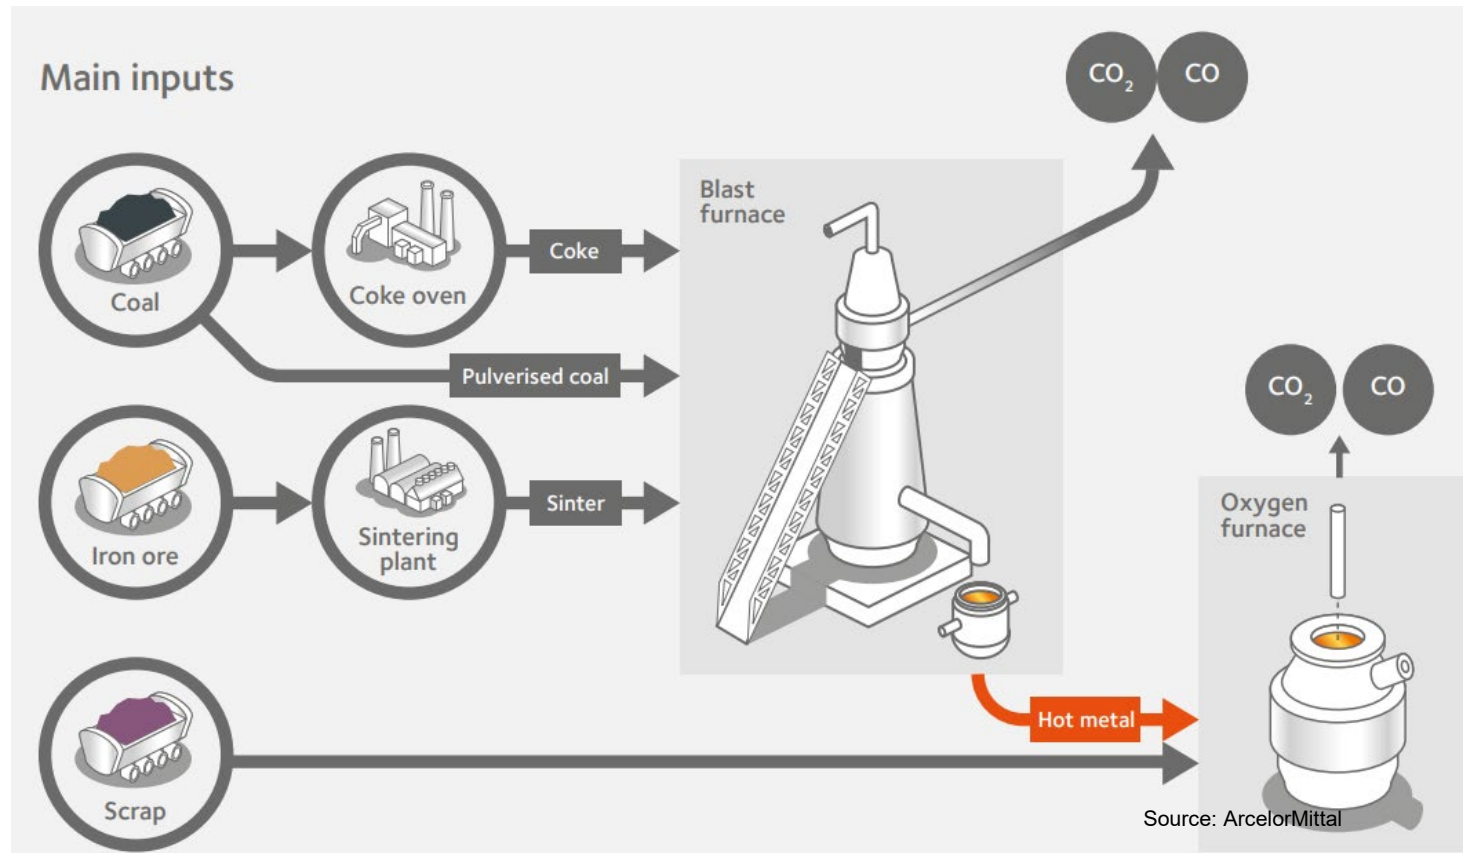 Main inputs
CO₂
CO
Blast
furnace
Coal
Coke oven
Coke
Pulverised coal
CO₂
CO
Iron ore
Sintering
plant
Sinter
Oxygen
furnace
Hot metal
Scrap
Source: ArcelorMittal